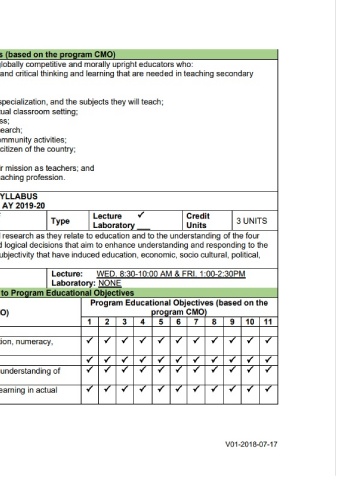 s (based on the program CMO)
globally competitive and morally upright educators who:
and critical thinking and learning that are needed in teaching secondary
specialization, and the subjects they will teach;
tual classroom setting;
ss;
earch;
ommunity activities;
citizen of the country;
ir mission as teachers; and
aching profession.
YLLABUS
AY 2019-20
Type Lecture ✓ Laboratory ___ Credit Units 3 UNITS
research as they relate to education and to the understanding of the four
d logical decisions that aim to enhance understanding and responding to the
ubjectivity that have induced education, economic, socio cultural, political,
Lecture: WED. 8:30-10:00 AM & FRI. 1:00-2:30PM
Laboratory: NONE
to Program Educational Objectives
O) Program Educational Objectives (based on the program CMO)
1 2 3 4 5 6 7 8 9 10 11
tion, numeracy, ✓ ✓ ✓ ✓ ✓ ✓ ✓ ✓ ✓ ✓ ✓
✓ ✓ ✓ ✓ ✓ ✓ ✓ ✓ ✓ ✓ ✓
understanding of ✓ ✓ ✓ ✓ ✓ ✓ ✓ ✓ ✓ ✓ ✓
earning in actual ✓ ✓ ✓ ✓ ✓ ✓ ✓ ✓ ✓ ✓ ✓
V01-2018-07-17